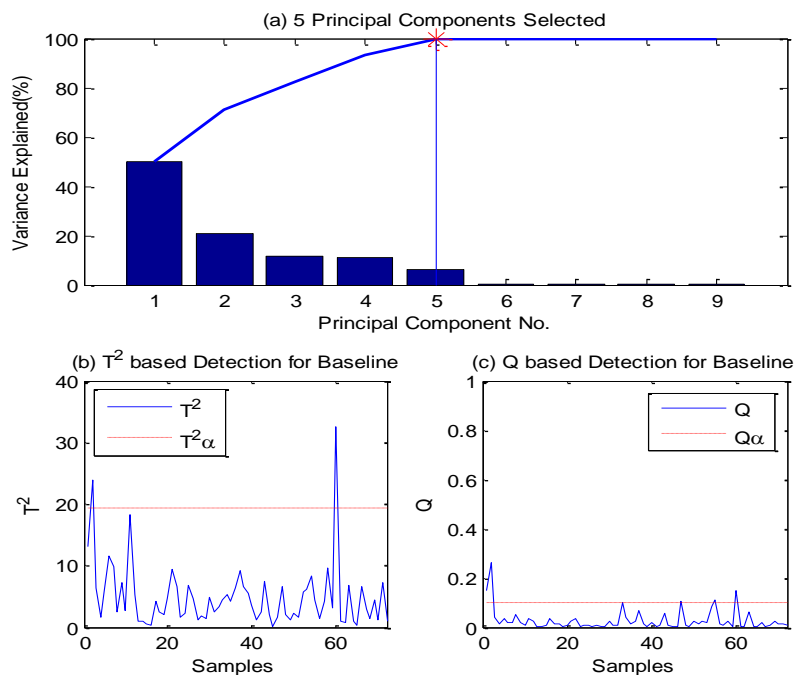 (a) 5 Principal Components Selected
Variance Explained(%)
100
80
60
40
20
0
1 2 3 4 5 6 7 8 9
Principal Component No.
(b) T² based Detection for Baseline
T²
40
30
20
10
0
T²
T²α
0 20 40 60
Samples
(c) Q based Detection for Baseline
Q
1
0.8
0.6
0.4
0.2
0
Q
Qα
0 20 40 60
Samples